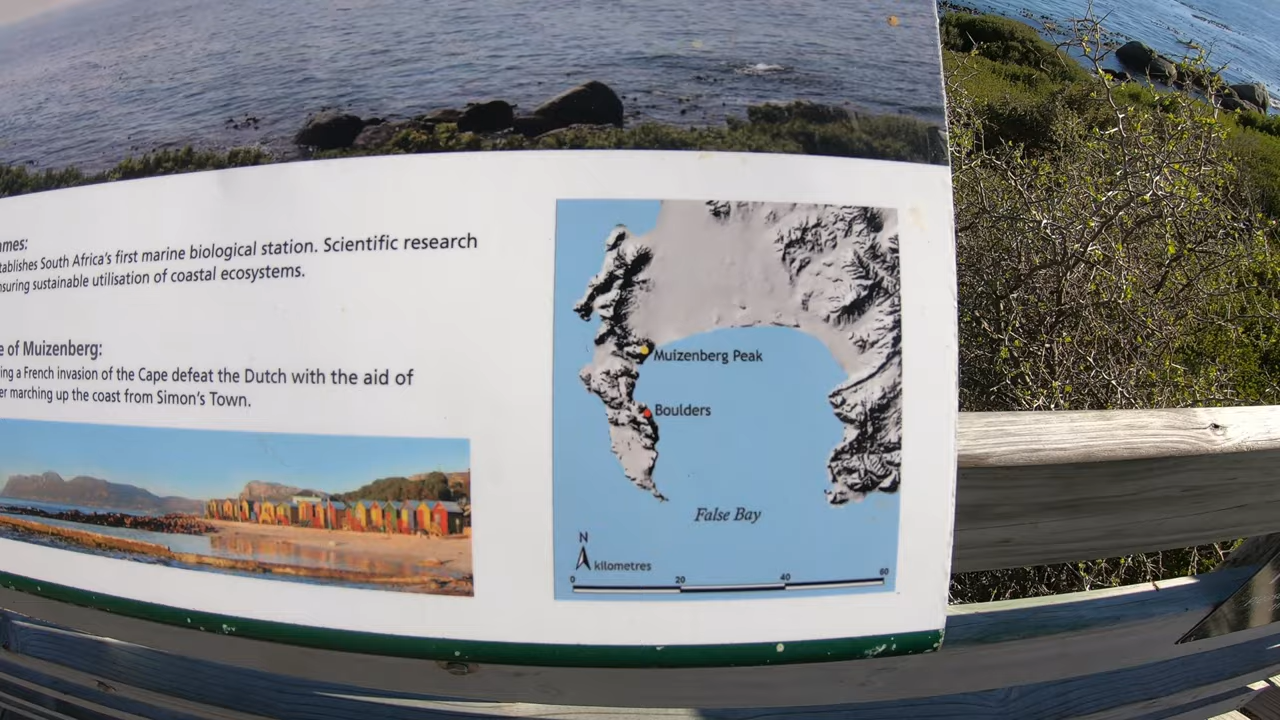 ames:
tablishes South Africa's first marine biological station. Scientific research
nsuring sustainable utilisation of coastal ecosystems.
e of Muizenberg:
ing a French invasion of the Cape defeat the Dutch with the aid of
er marching up the coast from Simon's Town.
Muizenberg Peak
Boulders
False Bay
N
kilometres
0 20 40 60